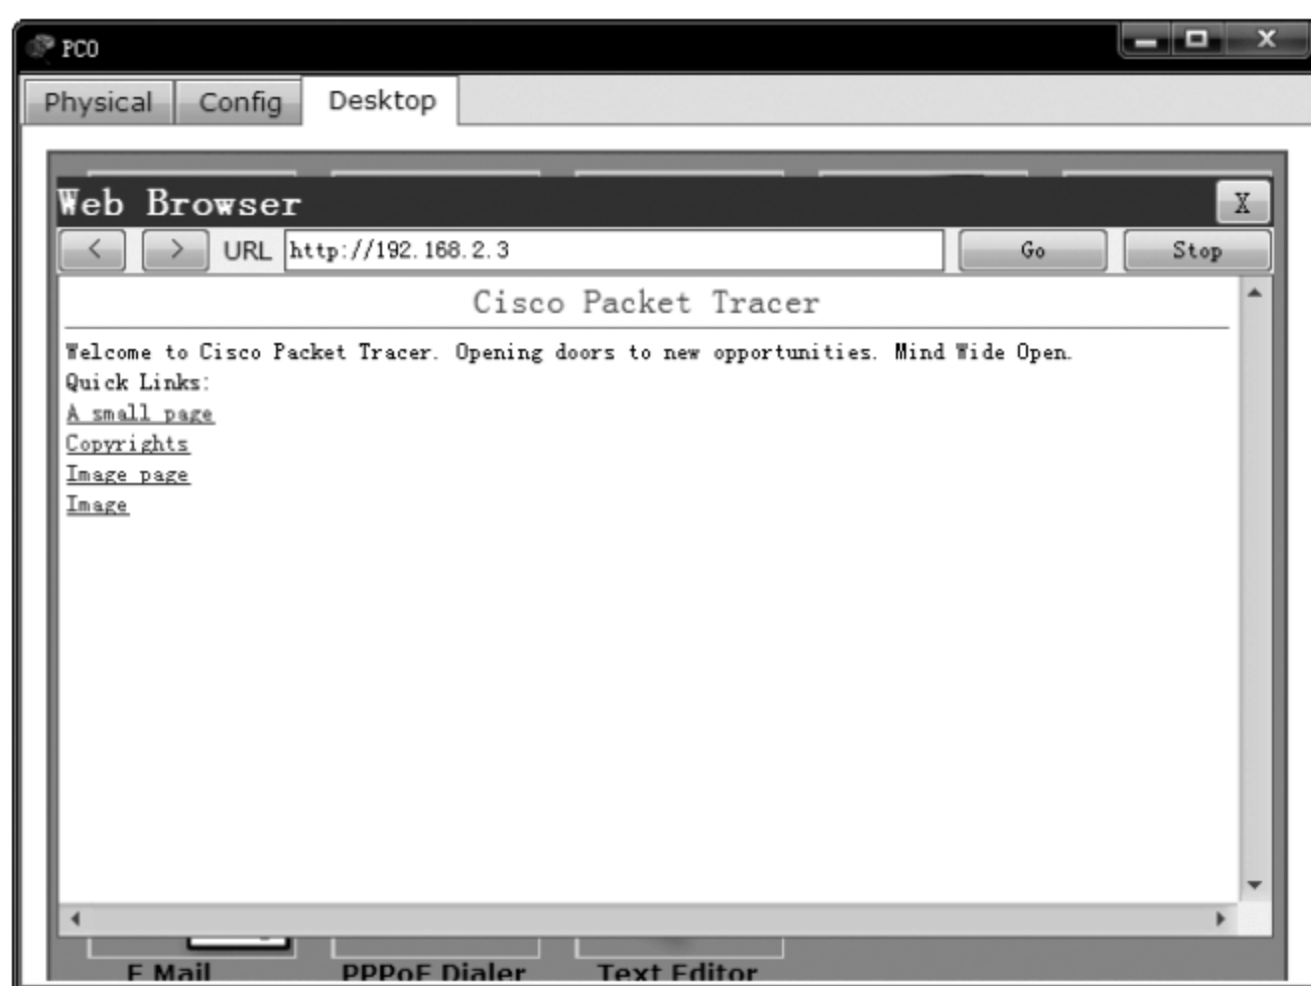 PC0
Physical Config Desktop
Web Browser X
< > URL http://192.168.2.3 Go Stop
Cisco Packet Tracer
Welcome to Cisco Packet Tracer. Opening doors to new opportunities. Mind Wide Open.
Quick Links:
A small page
Copyrights
Image page
Image
E Mail PPPoE Dialer Text Editor